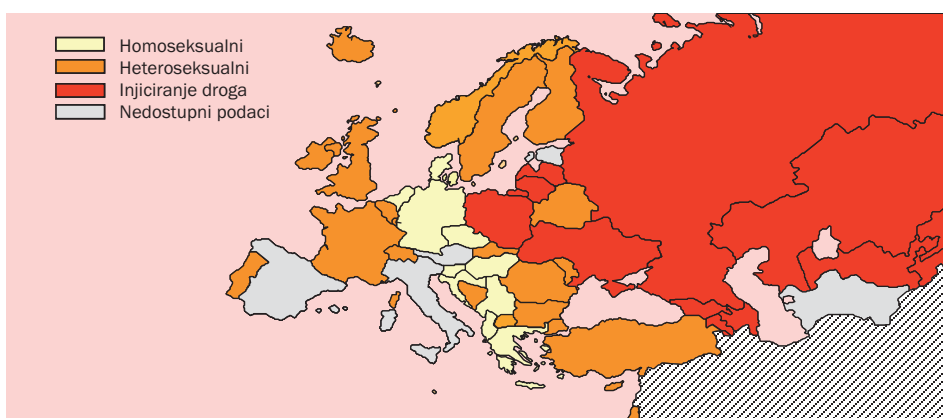 Homoseksualni
Heteroseksualni
Injiciranje droga
Nedostupni podaci